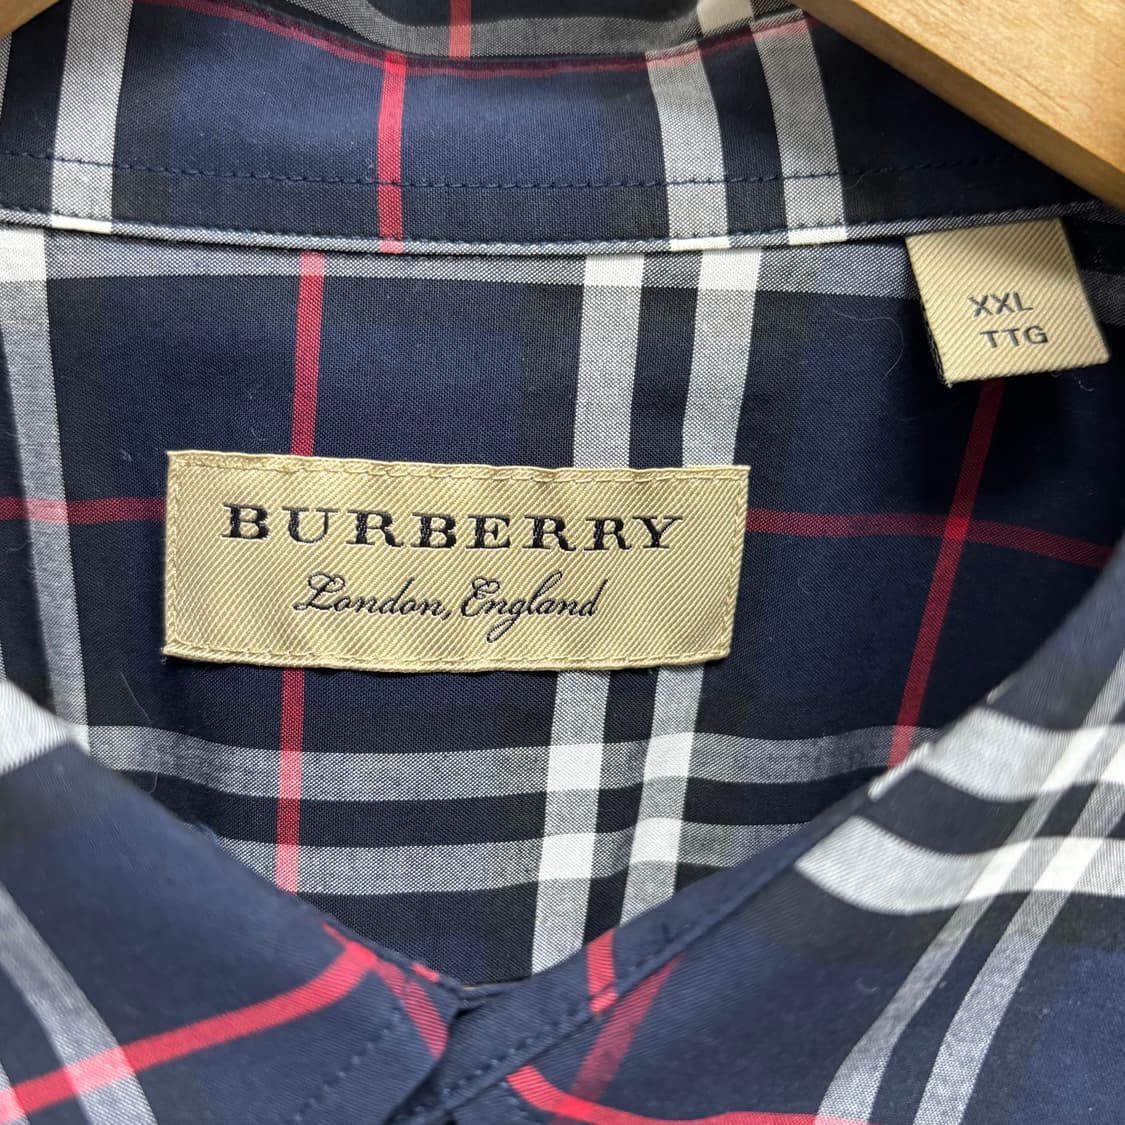 XXL
TTG
BURBERRY
London, England